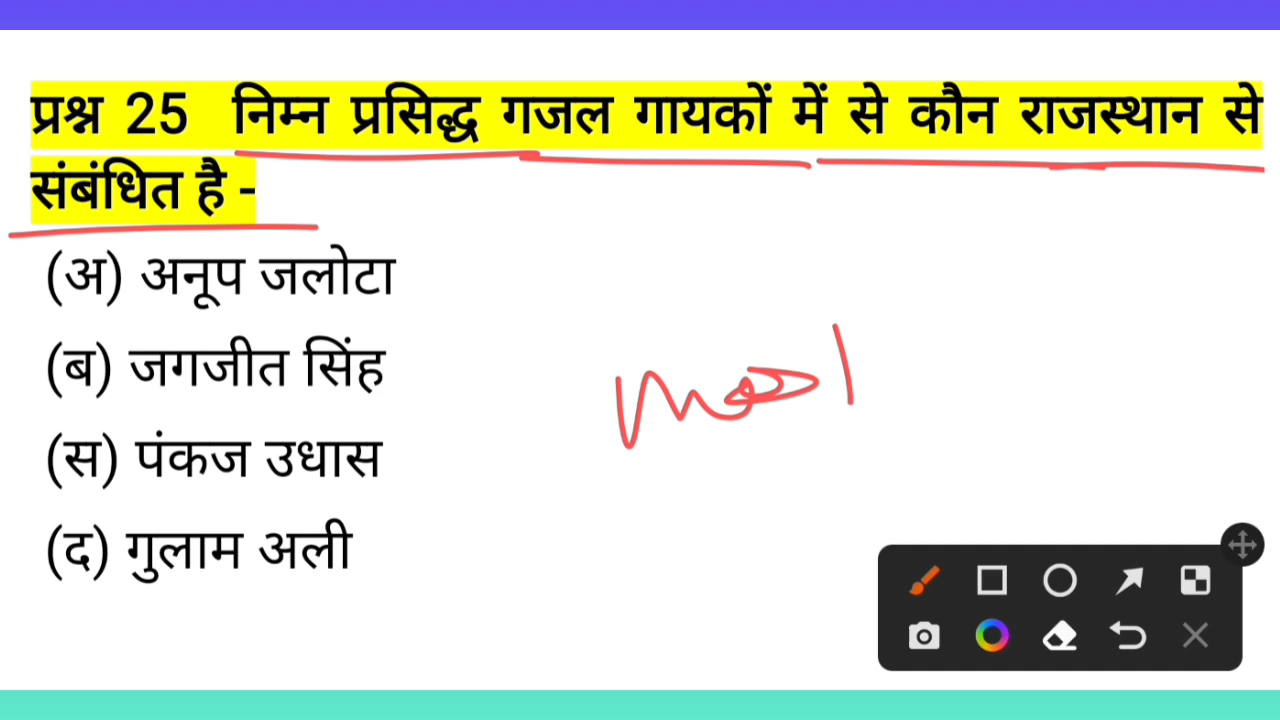 प्रश्न 25 निम्न प्रसिद्ध गजल गायकों में से कौन राजस्थान से
संबंधित है -
(अ) अनूप जलोटा
(ब) जगजीत सिंह
(स) पंकज उधास
(द) गुलाम अली